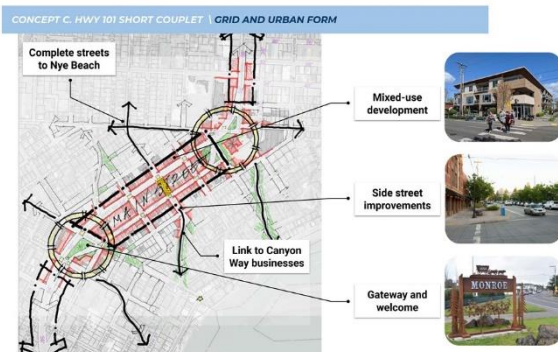 CONCEPT C. HWY 101 SHORT COUPLET \ GRID AND URBAN FORM
Complete streets
to Nye Beach
Mixed-use
development
MAIN STREET
Side street
improvements
Link to Canyon
Way businesses
Gateway and
welcome
MONROE